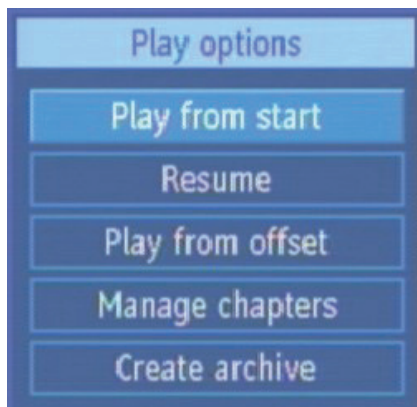 Play options
Play from start
Resume
Play from offset
Manage chapters
Create archive